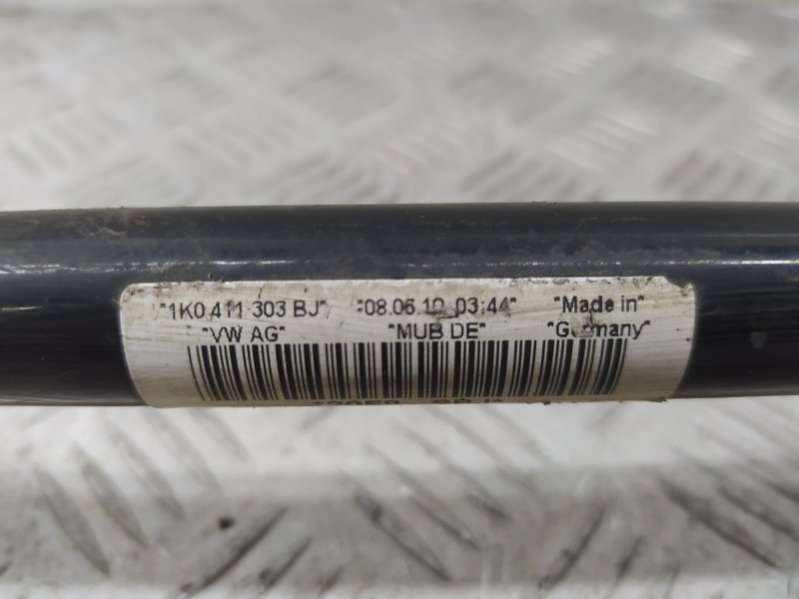 "1K0 411 303 BJ" "08.06.10 03:44" "Made in"
"VW AG" "MUB DE" "Germany"